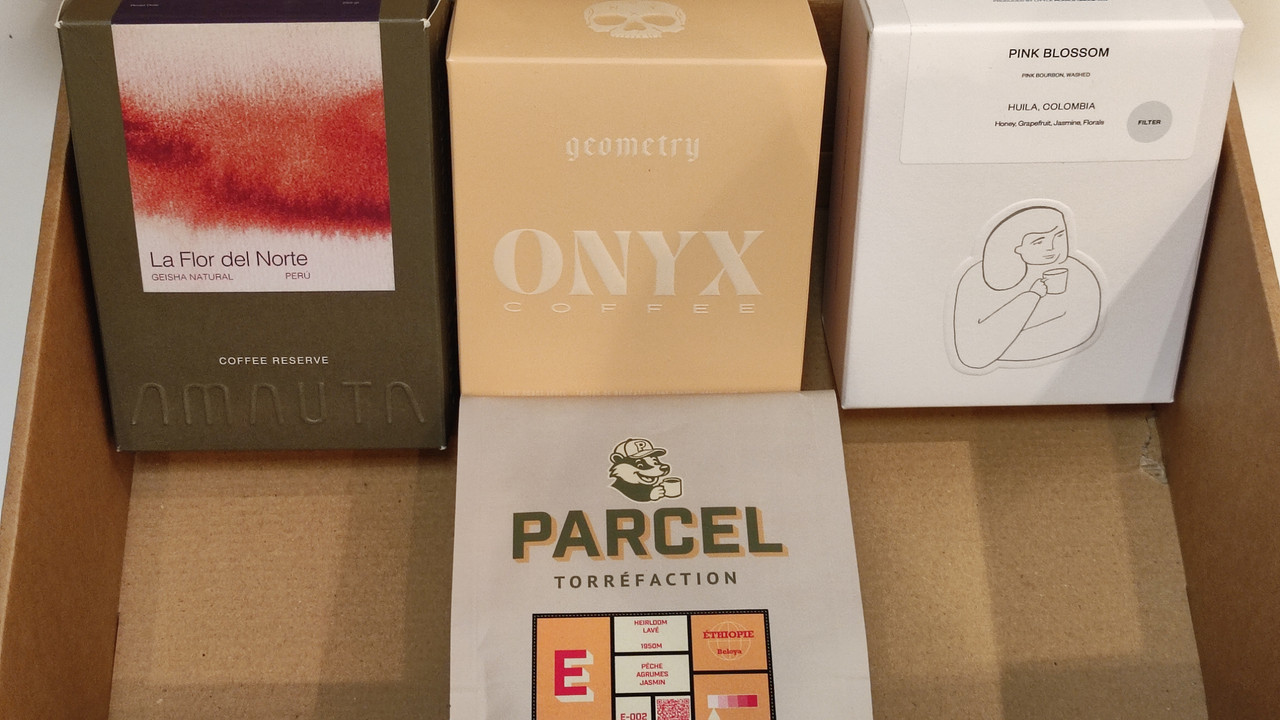 La Flor del Norte
GEISHA NATURAL PERÚ
COFFEE RESERVE
AMAUTA
geometry
ONYX
COFFEE
PINK BLOSSOM
PINK BOURBON, WASHED
HUILA, COLOMBIA
Honey, Grapefruit, Jasmine, Florals
FILTER
P
PARCEL
TORRÉFACTION
E
HEIRLOOM
LAVÉ
1950M
PÊCHE
AGRUMES
JASMIN
E-002
ÉTHIOPIE
Beloya